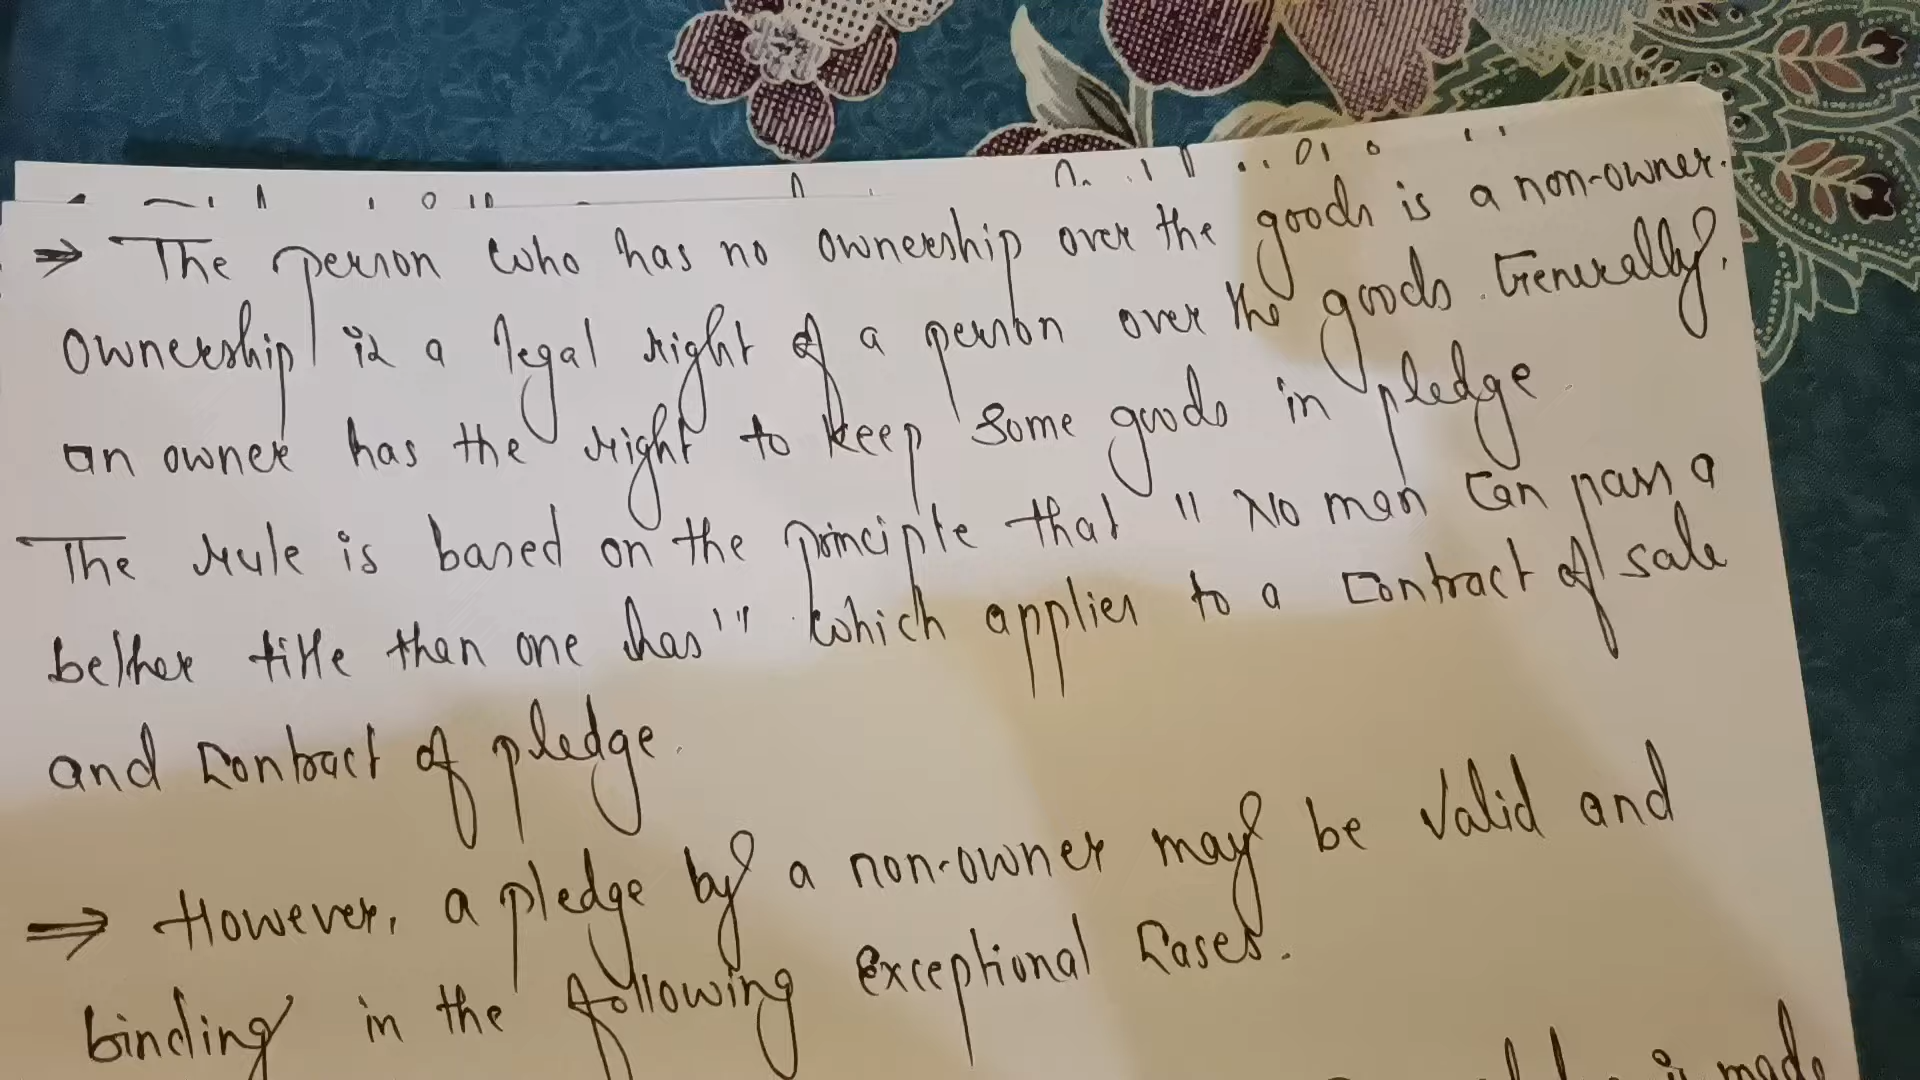 ⇒ The person who has no ownership over the goods is a non-owner.
Ownership is a legal right of a person over the goods. Generally,
an owner has the right to keep some goods in pledge
The rule is based on the principle that "No man can pass a
belther title than one has" which applies to a contract of sale
and contract of pledge.
⇒ However, a pledge by a non-owner may be valid and
binding in the following exceptional cases.
is made